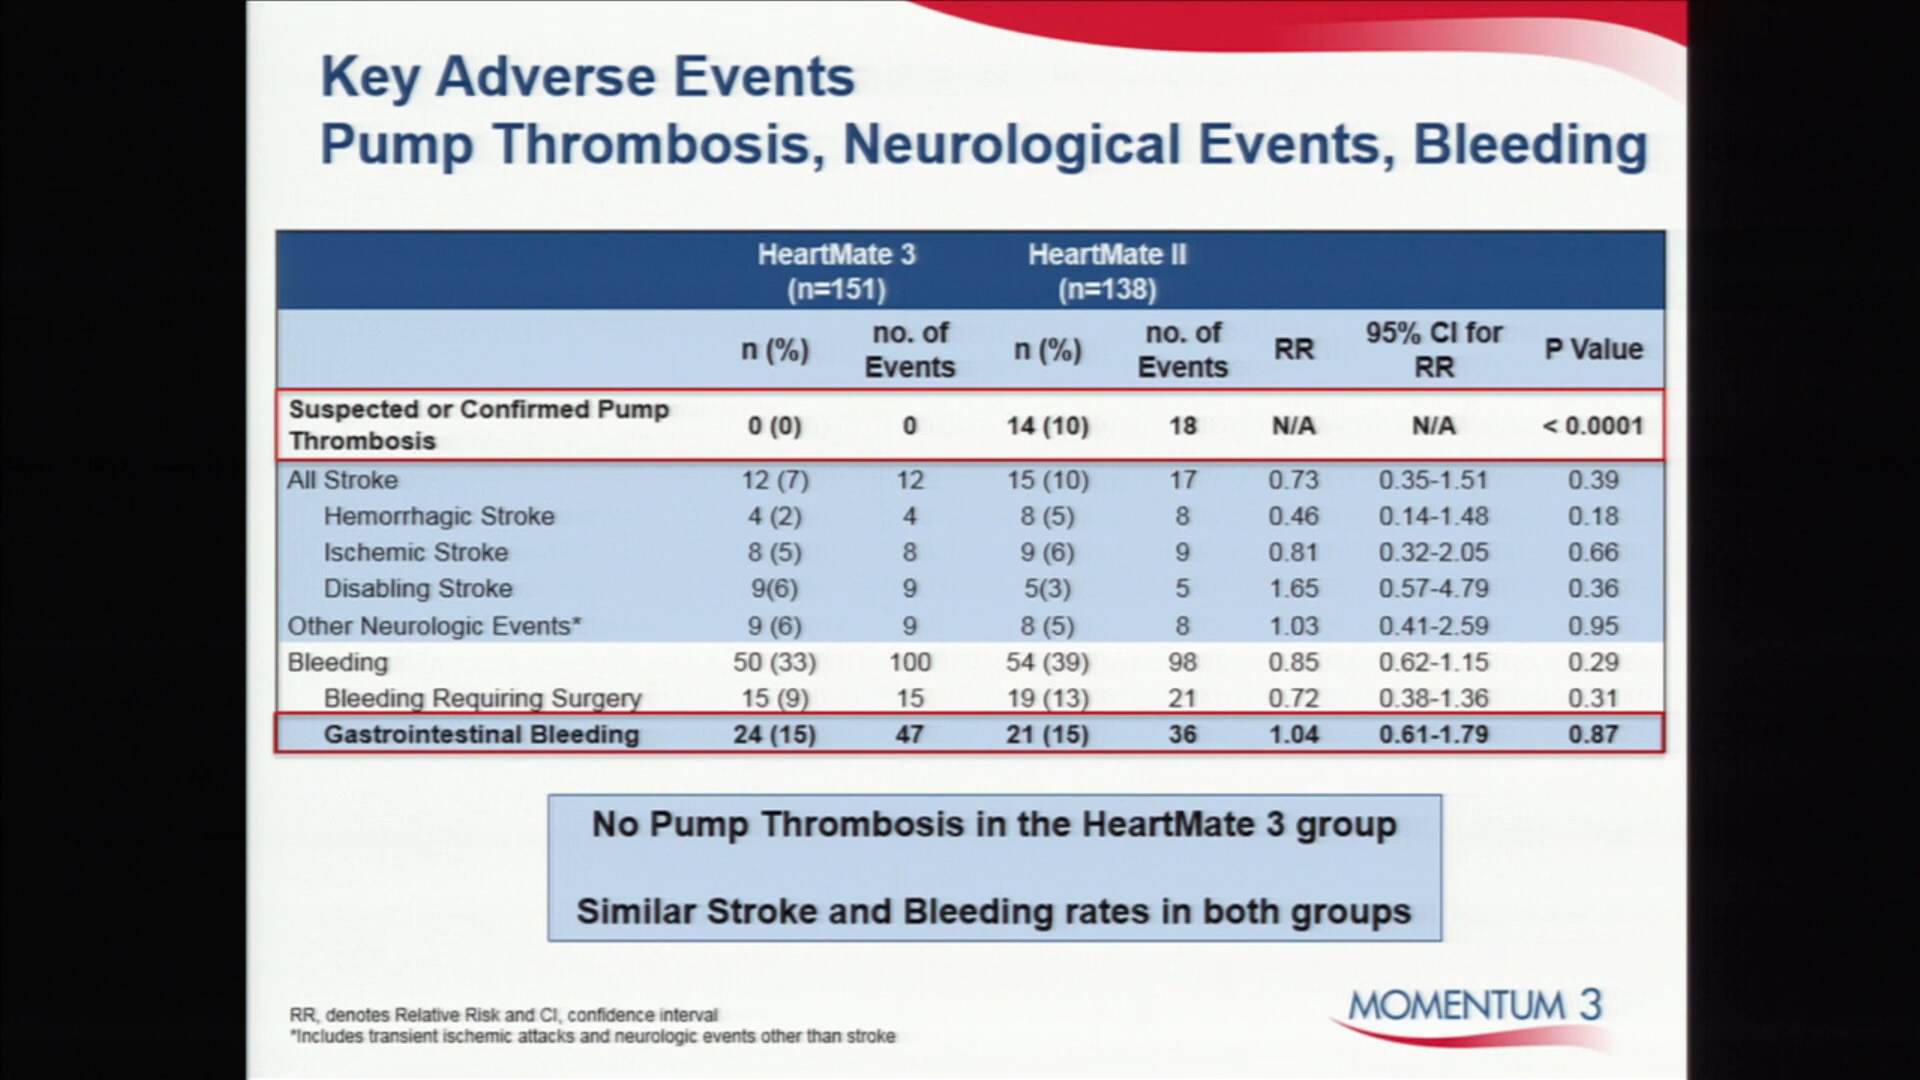 Key Adverse Events
Pump Thrombosis, Neurological Events, Bleeding
HeartMate 3 HeartMate II
(n=151) (n=138)
n (%) no. of Events n (%) no. of Events RR 95% CI for RR P Value
Suspected or Confirmed Pump Thrombosis 0 (0) 0 14 (10) 18 N/A N/A < 0.0001
All Stroke 12 (7) 12 15 (10) 17 0.73 0.35-1.51 0.39
Hemorrhagic Stroke 4 (2) 4 8 (5) 8 0.46 0.14-1.48 0.18
Ischemic Stroke 8 (5) 8 9 (6) 9 0.81 0.32-2.05 0.66
Disabling Stroke 9(6) 9 5(3) 5 1.65 0.57-4.79 0.36
Other Neurologic Events* 9 (6) 9 8 (5) 8 1.03 0.41-2.59 0.95
Bleeding 50 (33) 100 54 (39) 98 0.85 0.62-1.15 0.29
Bleeding Requiring Surgery 15 (9) 15 19 (13) 21 0.72 0.38-1.36 0.31
Gastrointestinal Bleeding 24 (15) 47 21 (15) 36 1.04 0.61-1.79 0.87
No Pump Thrombosis in the HeartMate 3 group
Similar Stroke and Bleeding rates in both groups
RR, denotes Relative Risk and CI, confidence interval
*Includes transient ischemic attacks and neurologic events other than stroke
MOMENTUM 3